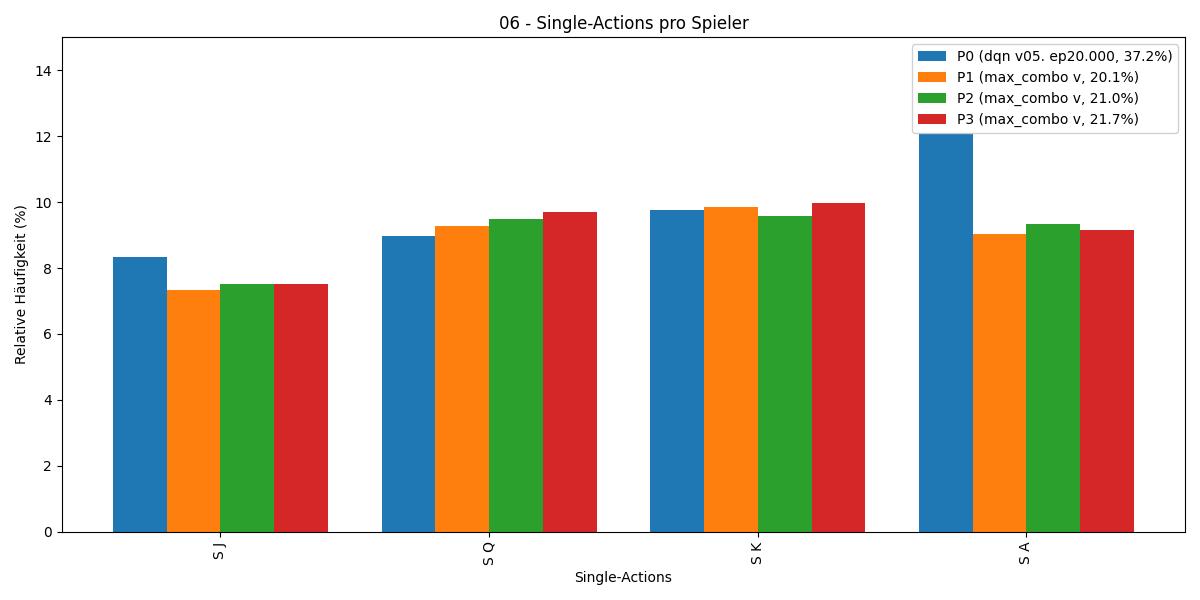 06 - Single-Actions pro Spieler
P0 (dqn v05. ep20.000, 37.2%)
P1 (max_combo v, 20.1%)
P2 (max_combo v, 21.0%)
P3 (max_combo v, 21.7%)
Relative Häufigkeit (%)
14
12
10
8
6
4
2
0
S J
S Q
S K
S A
Single-Actions